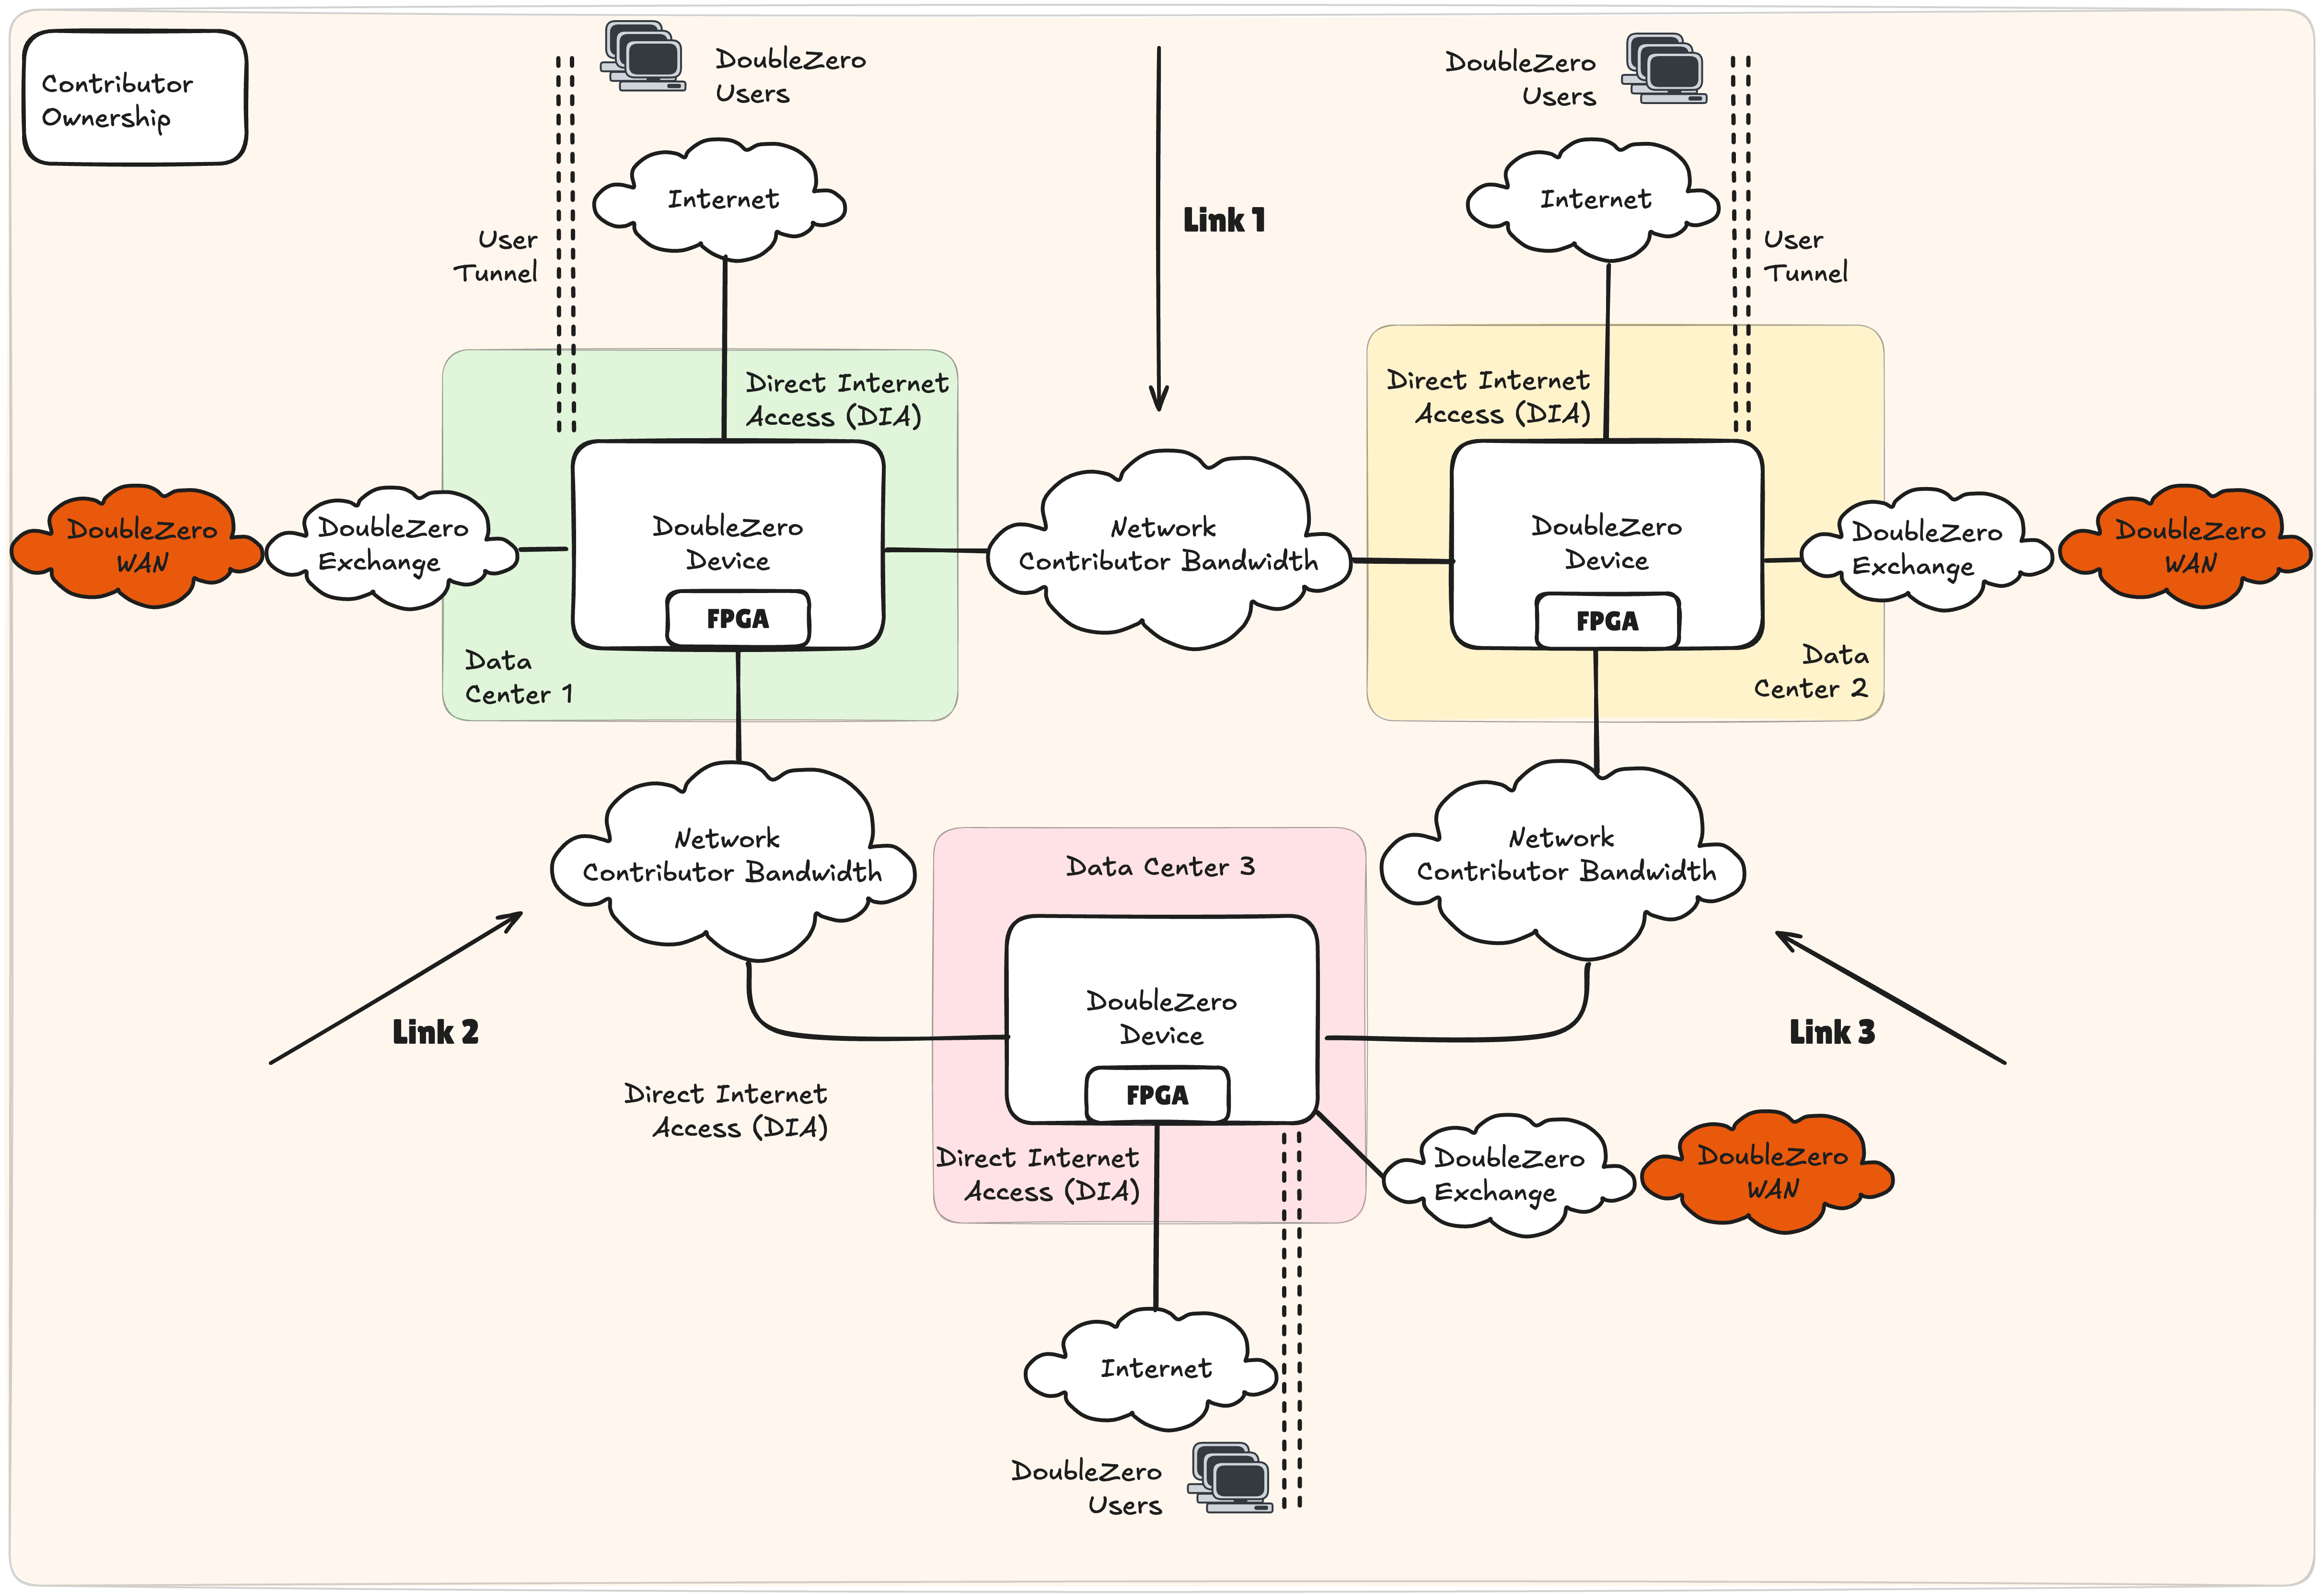 Contributor
Ownership
DoubleZero
Users
DoubleZero
Users
Internet
Link 1
Internet
User
Tunnel
User
Tunnel
Direct Internet
Access (DIA)
Direct Internet
Access (DIA)
DoubleZero
WAN
DoubleZero
Exchange
DoubleZero
Device
FPGA
Network
Contributor Bandwidth
DoubleZero
Device
FPGA
DoubleZero
Exchange
DoubleZero
WAN
Data
Center 1
Data
Center 2
Network
Contributor Bandwidth
Data Center 3
Network
Contributor Bandwidth
Link 2
DoubleZero
Device
FPGA
Link 3
Direct Internet
Access (DIA)
Direct Internet
Access (DIA)
DoubleZero
Exchange
DoubleZero
WAN
Internet
DoubleZero
Users